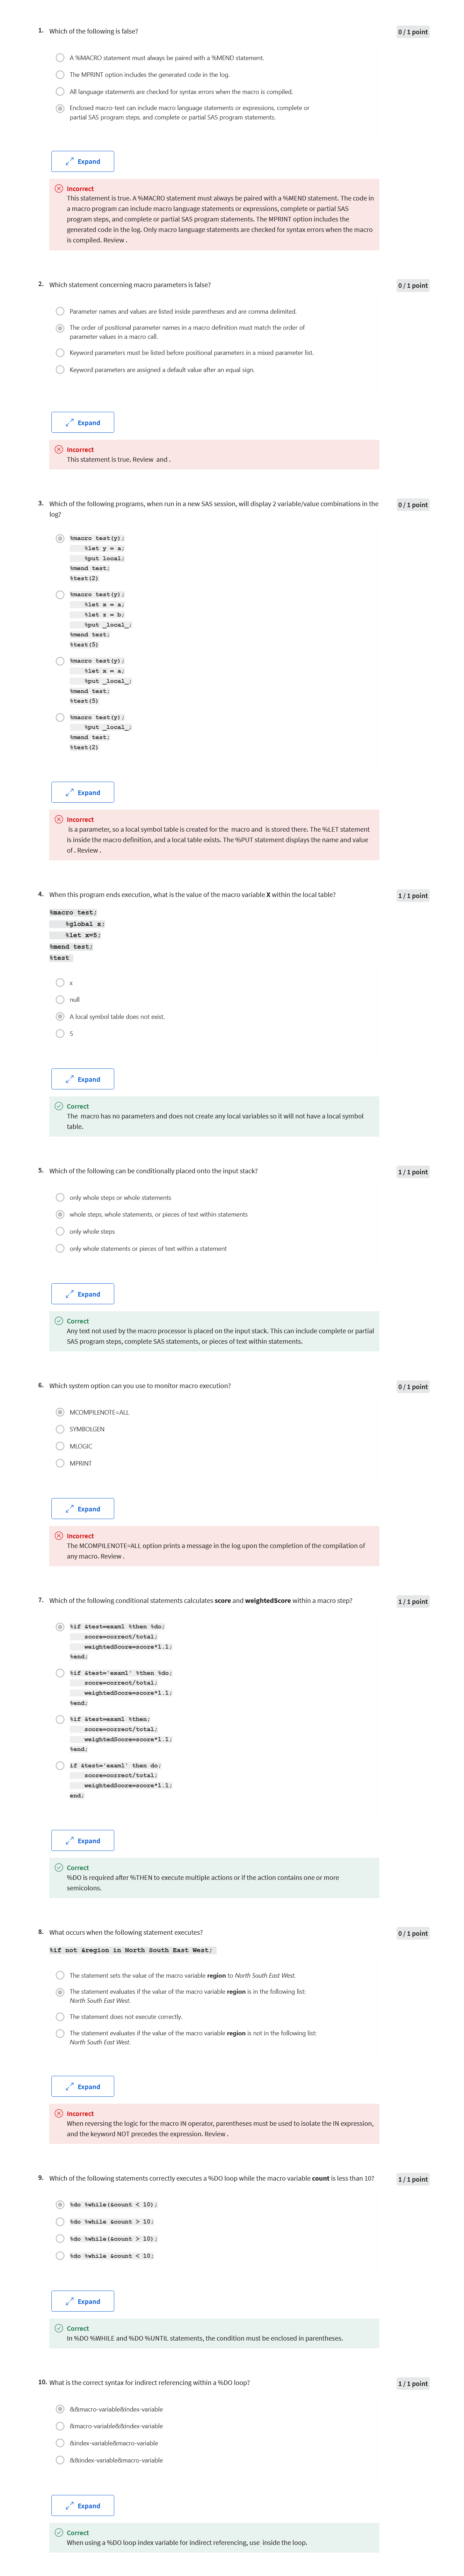 1. Which of the following is false?
0 / 1 point
A %MACRO statement must always be paired with a %MEND statement.
The MPRINT option includes the generated code in the log.
All language statements are checked for syntax errors when the macro is compiled.
Enclosed macro-text can include macro language statements or expressions, complete or
partial SAS program steps, and complete or partial SAS program statements.
Expand
Incorrect
This statement is true. A %MACRO statement must always be paired with a %MEND statement. The code in
a macro program can include macro language statements or expressions, complete or partial SAS
program steps, and complete or partial SAS program statements. The MPRINT option includes the
generated code in the log. Only macro language statements are checked for syntax errors when the macro
is compiled. Review .
2. Which statement concerning macro parameters is false?
0 / 1 point
Parameter names and values are listed inside parentheses and are comma delimited.
The order of positional parameter names in a macro definition must match the order of
parameter values in a macro call.
Keyword parameters must be listed before positional parameters in a mixed parameter list.
Keyword parameters are assigned a default value after an equal sign.
Expand
Incorrect
This statement is true. Review and .
3. Which of the following programs, when run in a new SAS session, will display 2 variable/value combinations in the
log?
0 / 1 point
%macro test(y);
%let y = a;
%put local;
%mend test;
%test(2)
%macro test(y);
%let x = a;
%let z = b;
%put _local_;
%mend test;
%test(5)
%macro test(y);
%let x = a;
%put _local_;
%mend test;
%test(5)
%macro test(y);
%put _local_;
%mend test;
%test(2)
Expand
Incorrect
is a parameter, so a local symbol table is created for the macro and is stored there. The %LET statement
is inside the macro definition, and a local table exists. The %PUT statement displays the name and value
of . Review .
4. When this program ends execution, what is the value of the macro variable X within the local table?
1 / 1 point
%macro test;
%global x;
%let x=5;
%mend test;
%test
x
null
A local symbol table does not exist.
5
Expand
Correct
The macro has no parameters and does not create any local variables so it will not have a local symbol
table.
5. Which of the following can be conditionally placed onto the input stack?
1 / 1 point
only whole steps or whole statements
whole steps, whole statements, or pieces of text within statements
only whole steps
only whole statements or pieces of text within a statement
Expand
Correct
Any text not used by the macro processor is placed on the input stack. This can include complete or partial
SAS program steps, complete SAS statements, or pieces of text within statements.
6. Which system option can you use to monitor macro execution?
0 / 1 point
MCOMPILENOTE=ALL
SYMBOLGEN
MLOGIC
MPRINT
Expand
Incorrect
The MCOMPILENOTE=ALL option prints a message in the log upon the completion of the compilation of
any macro. Review .
7. Which of the following conditional statements calculates score and weightedScore within a macro step?
1 / 1 point
%if &test=exam1 %then %do;
score=correct/total;
weightedScore=score*1.1;
%end;
%if &test='exam1' %then %do;
score=correct/total;
weightedScore=score*1.1;
%end;
%if &test=exam1 %then;
score=correct/total;
weightedScore=score*1.1;
%end;
if &test='exam1' then do;
score=correct/total;
weightedScore=score*1.1;
end;
Expand
Correct
%DO is required after %THEN to execute multiple actions or if the action contains one or more
semicolons.
8. What occurs when the following statement executes?
0 / 1 point
%if not &region in North South East West;
The statement sets the value of the macro variable region to North South East West.
The statement evaluates if the value of the macro variable region is in the following list:
North South East West.
The statement does not execute correctly.
The statement evaluates if the value of the macro variable region is not in the following list:
North South East West.
Expand
Incorrect
When reversing the logic for the macro IN operator, parentheses must be used to isolate the IN expression,
and the keyword NOT precedes the expression. Review .
9. Which of the following statements correctly executes a %DO loop while the macro variable count is less than 10?
1 / 1 point
%do %while(&count < 10);
%do %while &count > 10;
%do %while(&count > 10);
%do %while &count < 10;
Expand
Correct
In %DO %WHILE and %DO %UNTIL statements, the condition must be enclosed in parentheses.
10. What is the correct syntax for indirect referencing within a %DO loop?
1 / 1 point
&&macro-variable&index-variable
&macro-variable&&index-variable
&index-variable&macro-variable
&&index-variable&macro-variable
Expand
Correct
When using a %DO loop index variable for indirect referencing, use inside the loop.